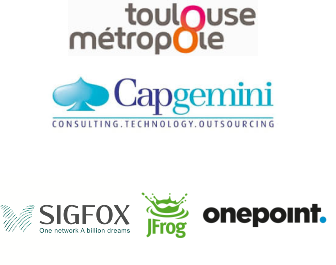 toulouse
métropole
Capgemini
CONSULTING.TECHNOLOGY.OUTSOURCING
SIGFOX
One network A billion dreams
JFrog
onepoint.